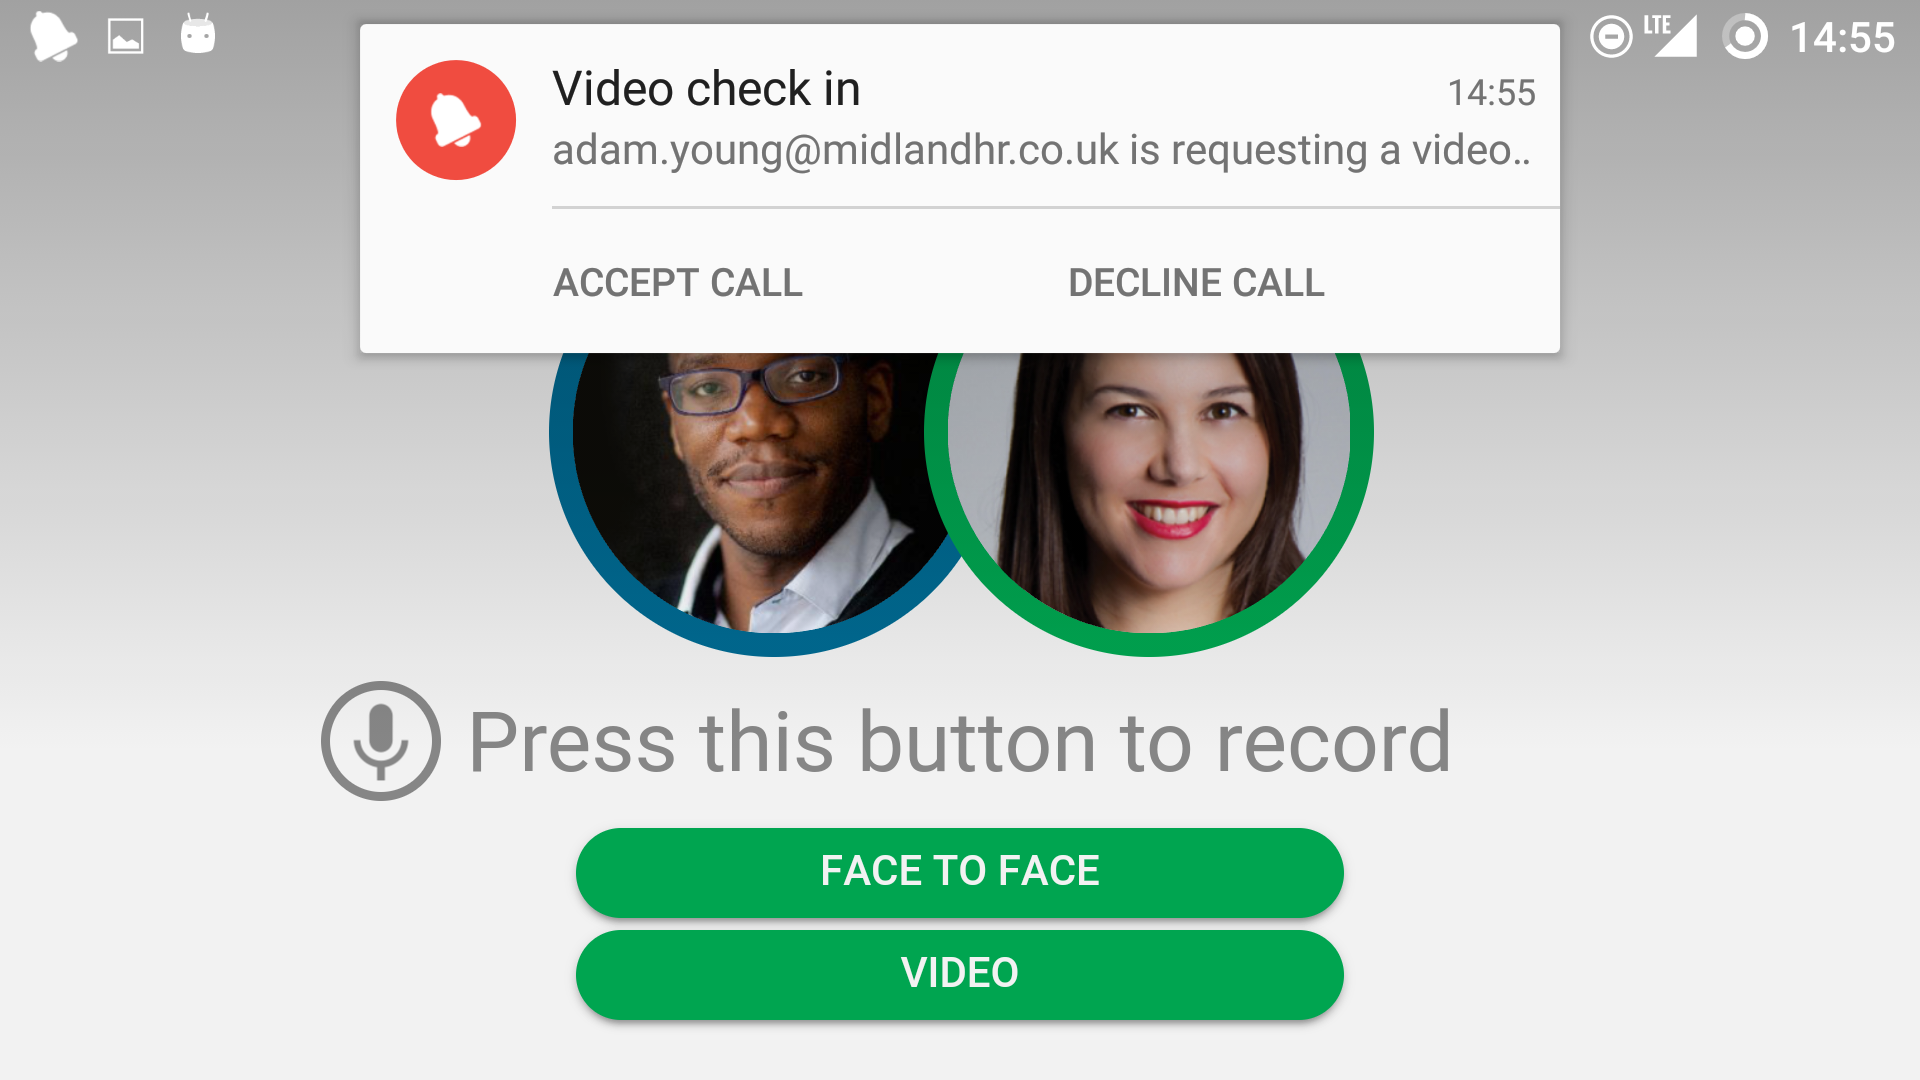 LTE 14:55
Video check in 14:55
adam.young@midlandhr.co.uk is requesting a video..
ACCEPT CALL DECLINE CALL
Press this button to record
FACE TO FACE
VIDEO